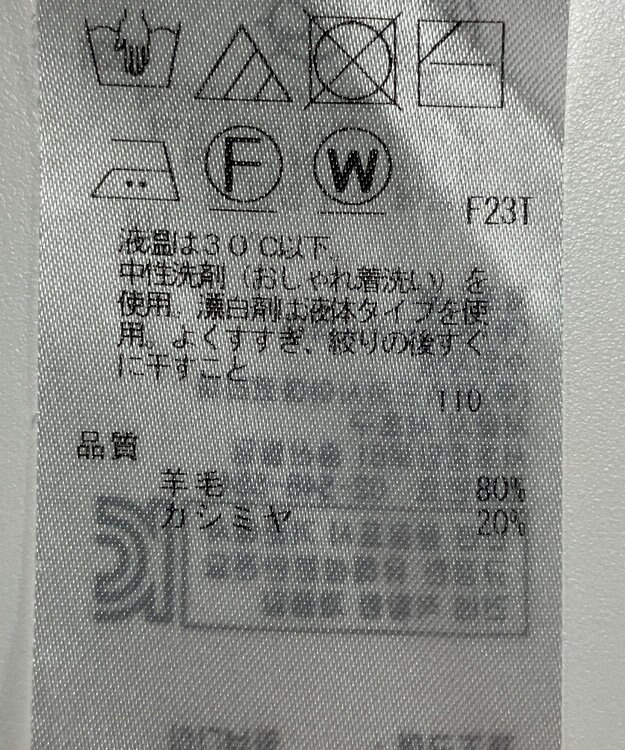 F W
F23T
液温は30℃以下。
中性洗剤（おしゃれ着洗い）を
使用。漂白剤は液体タイプを使
用。よくすすぎ、絞りの後すぐ
に干すこと
110
品質
羊毛 80%
カシミヤ 20%